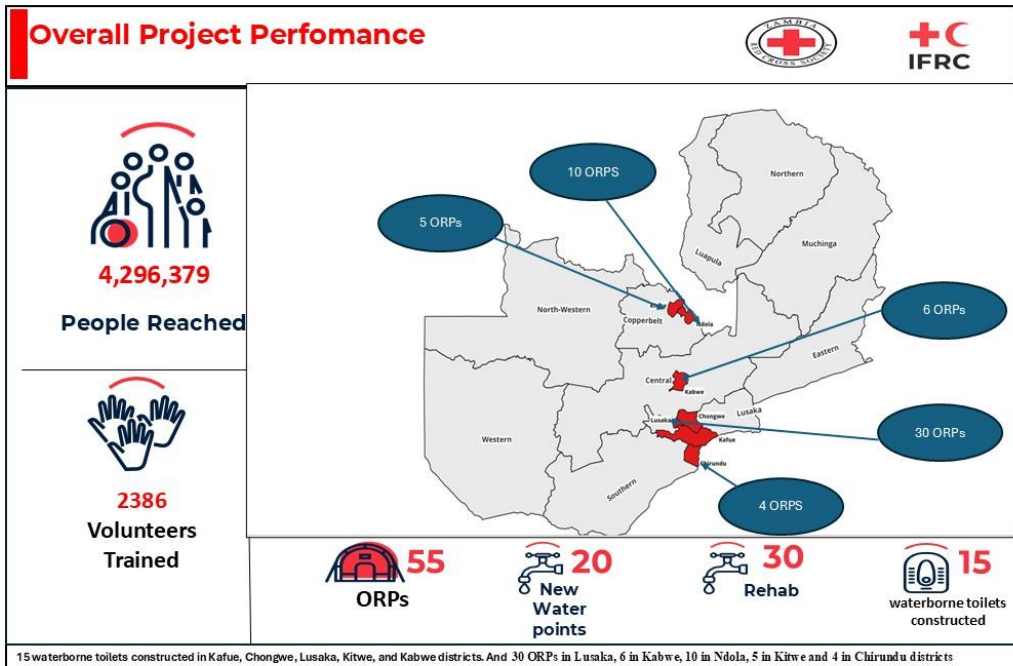 Overall Project Perfomance
ZAMBIA
RED CROSS SOCIETY
IFRC
4,296,379
People Reached
2386
Volunteers
Trained
10 ORPS
5 ORPs
6 ORPs
30 ORPs
4 ORPS
Northern
Muchinga
Luapula
North-Western
Copperbelt
Ndola
Eastern
Central
Kabwe
Chongwe
Lusaka
Lusaka
Kafue
Western
Chirundu
Southern
55
ORPs
20
New
Water
points
30
Rehab
15
waterborne toilets
constructed
15 waterborne toilets constructed in Kafue, Chongwe, Lusaka, Kitwe, and Kabwe districts. And 30 ORPs in Lusaka, 6 in Kabwe, 10 in Ndola, 5 in Kitwe and 4 in Chirundu districts